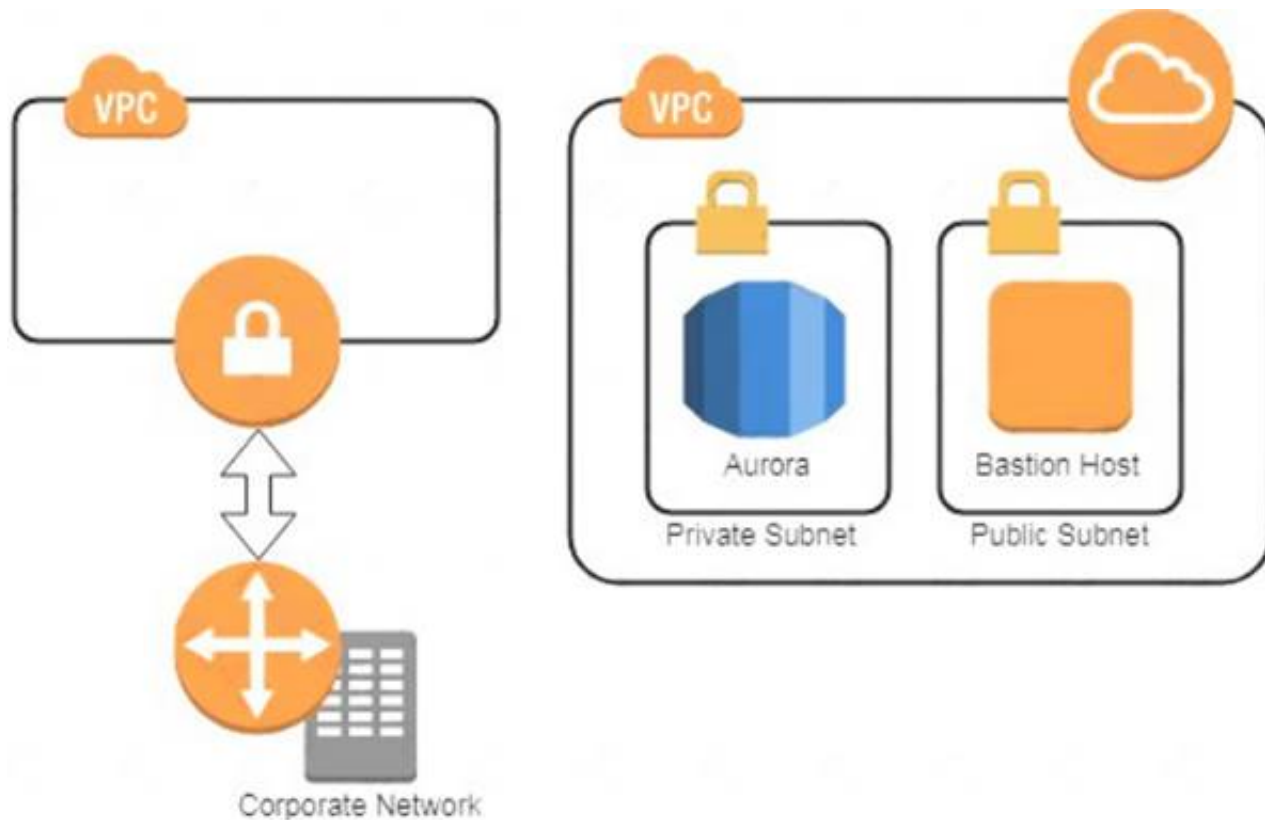 VPC
VPC
Aurora
Bastion Host
Private Subnet
Public Subnet
Corporate Network